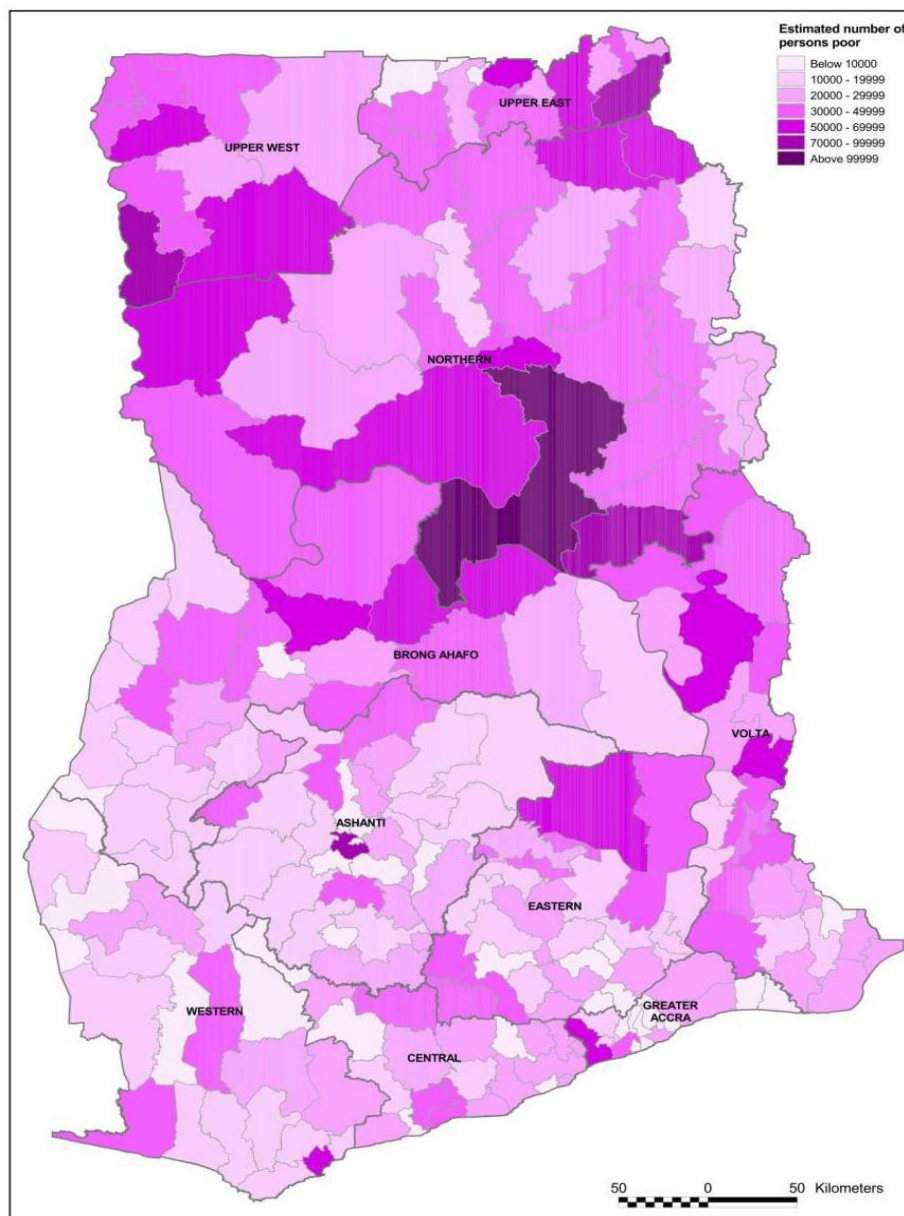 Estimated number of
persons poor
Below 10000
10000 - 19999
20000 - 29999
30000 - 49999
50000 - 69999
70000 - 99999
Above 99999
UPPER EAST
UPPER WEST
NORTHERN
BRONG AHAFO
VOLTA
ASHANTI
EASTERN
WESTERN
GREATER
ACCRA
CENTRAL
50 0 50 Kilometers